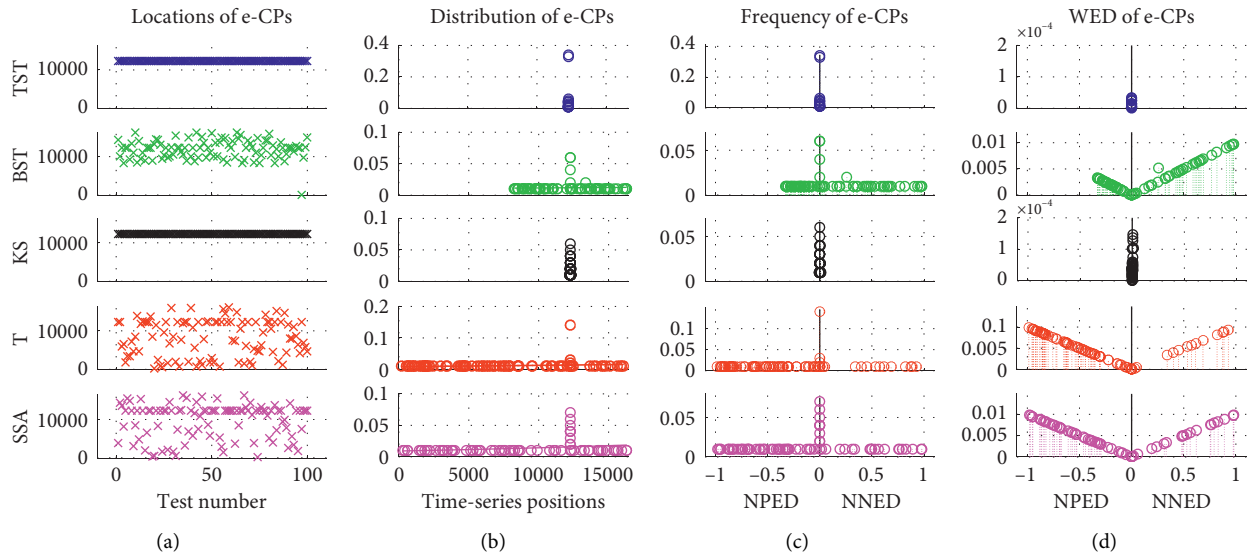 Locations of e-CPs
Distribution of e-CPs
Frequency of e-CPs
WED of e-CPs
TST
10000
0
0.4
0.2
0
0.4
0.2
0
×10−4
2
1
0
BST
10000
0
0.1
0.05
0
0.05
0
0.01
0.005
0
KS
10000
0
0.1
0.05
0
0.05
0
×10−4
2
1
0
T
10000
0
0.2
0.1
0
0.1
0.05
0
0.1
0.005
0
SSA
10000
0
0.1
0.05
0
0.05
0
0.01
0.005
0
0 50 100
0 5000 10000 15000
−1 −0.5 0 0.5 1
−1 −0.5 0 0.5 1
Test number
Time-series positions
NPED NNED
NPED NNED
(a)
(b)
(c)
(d)